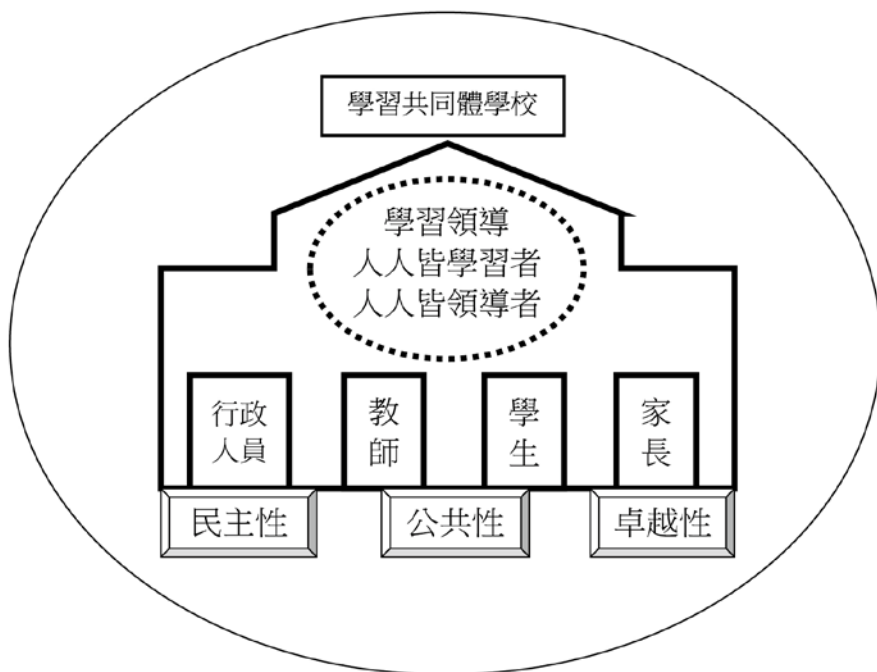 學習共同體學校
學習領導
人人皆學習者
人人皆領導者
行政
人員
教
師
學
生
家
長
民主性
公共性
卓越性